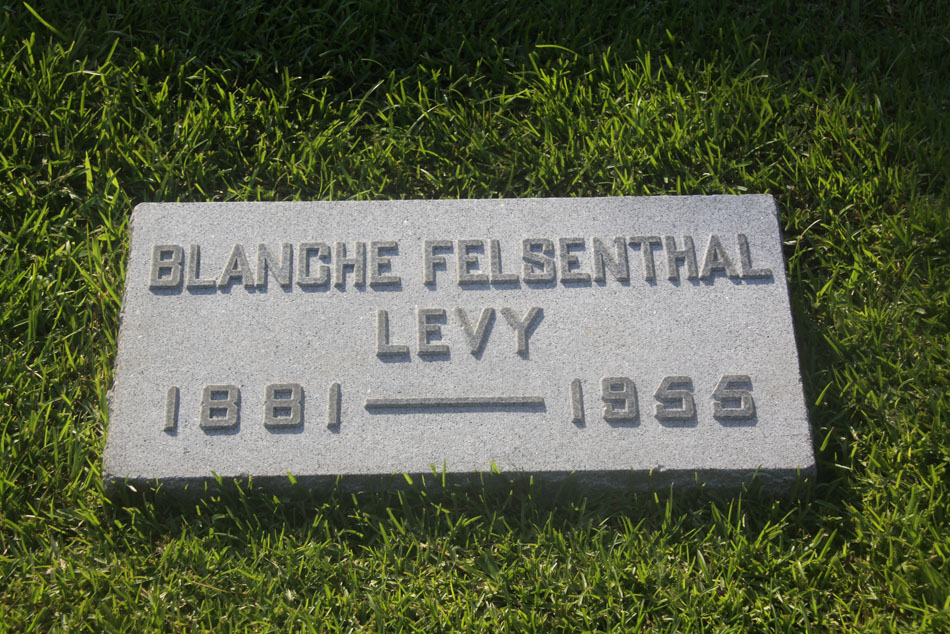 BLANCHE FELSENTHAL
LEVY
1881 — 1955